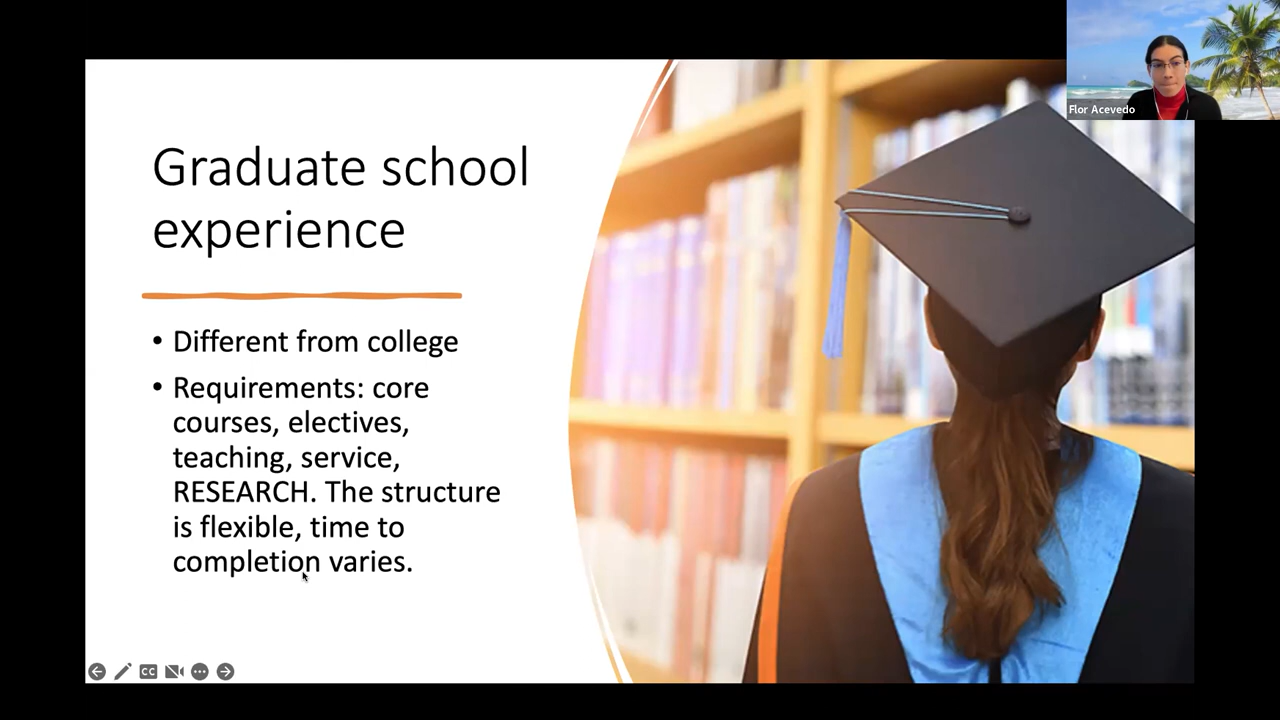 Flor Acevedo
Graduate school
experience
• Different from college
• Requirements: core
courses, electives,
teaching, service,
RESEARCH. The structure
is flexible, time to
completion varies.
CC